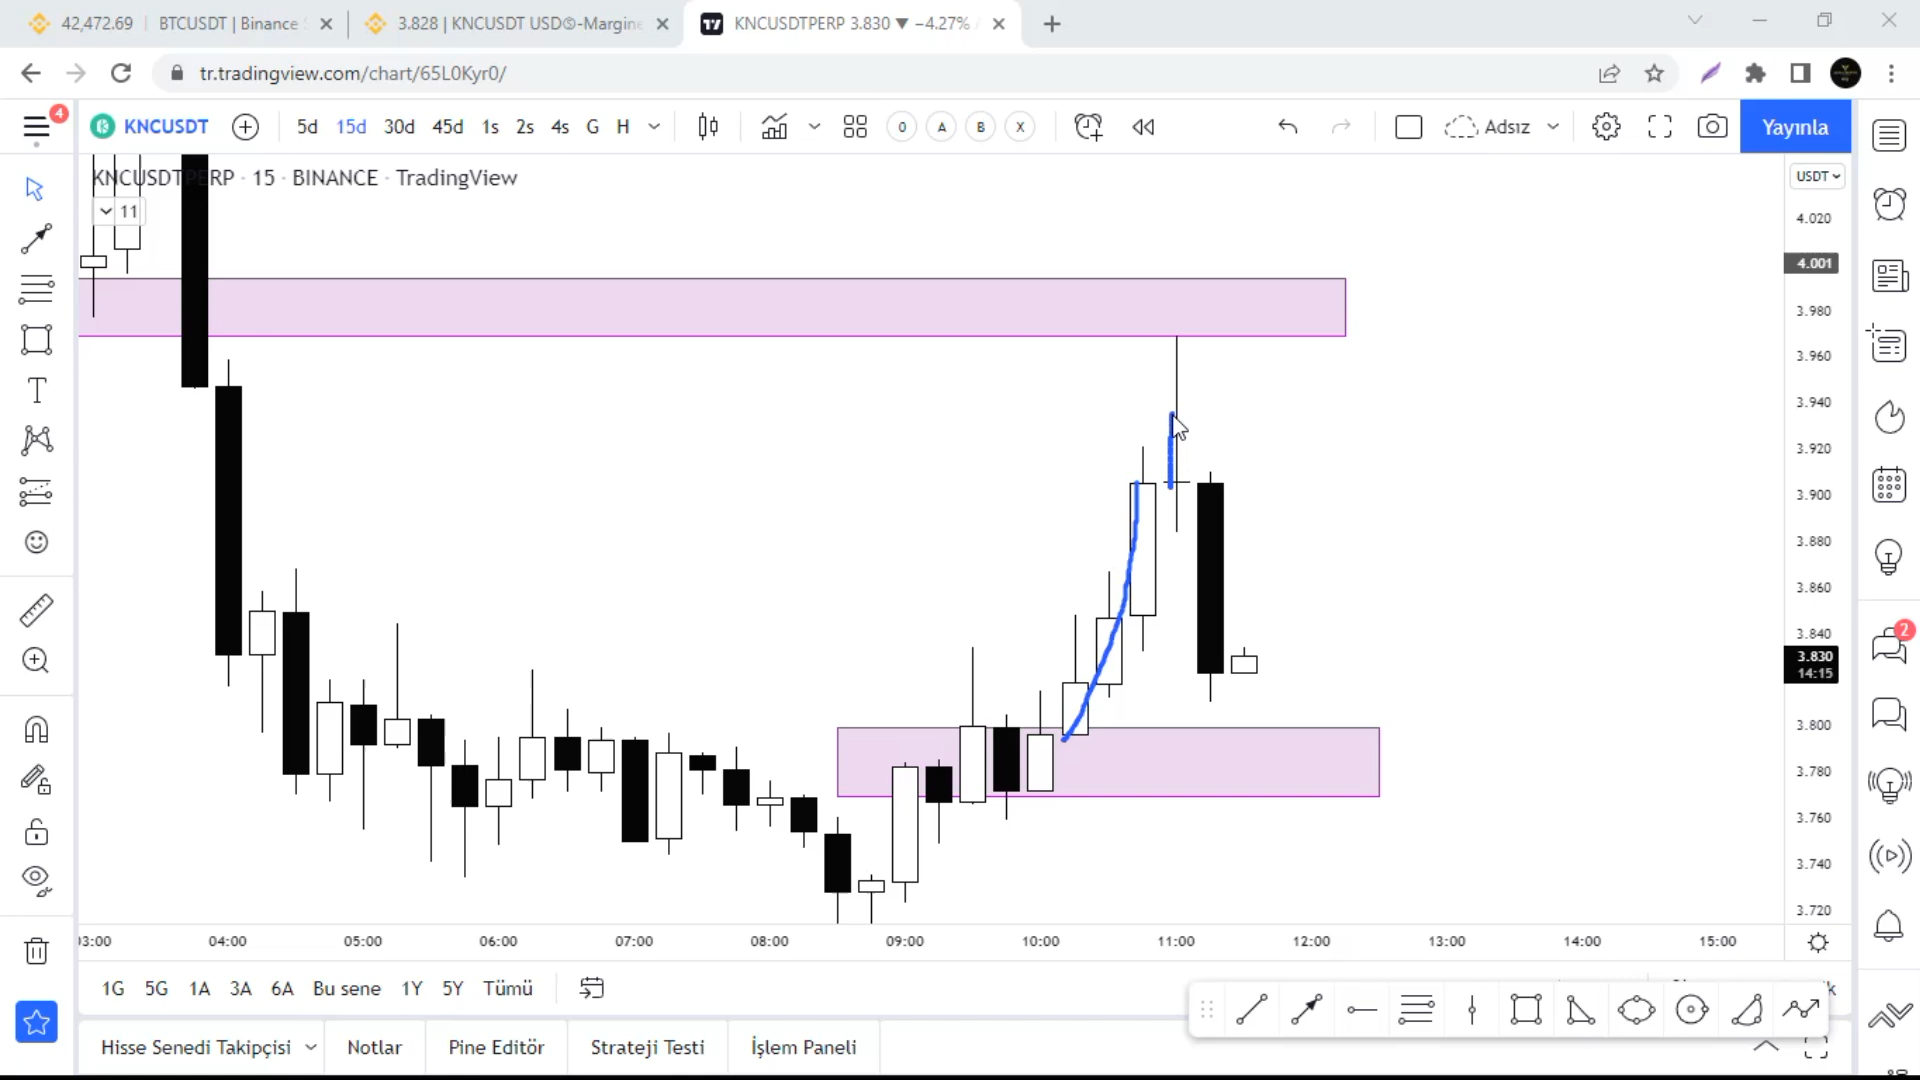 42,472.69 | BTCUSDT | Binance S
3.828 | KNCUSDT USDⓈ-Margine
KNCUSDTPERP 3.830 ▼ −4.27%
tr.tradingview.com/chart/65L0Kyr0/
4
KNCUSDT
5d 15d 30d 45d 1s 2s 4s G H
O A B X
Adsız
Yayınla
KNCUSDTPERP · 15 · BINANCE · TradingView
11
USDT
4.020
4.001
3.980
3.960
3.940
3.920
3.900
3.880
3.860
3.840
3.830
14:15
3.800
3.780
3.760
3.740
3.720
2
03:00 04:00 05:00 06:00 07:00 08:00 09:00 10:00 11:00 12:00 13:00 14:00 15:00
1G 5G 1A 3A 6A Bu sene 1Y 5Y Tümü
Hisse Senedi Takipçisi Notlar Pine Editör Strateji Testi İşlem Paneli